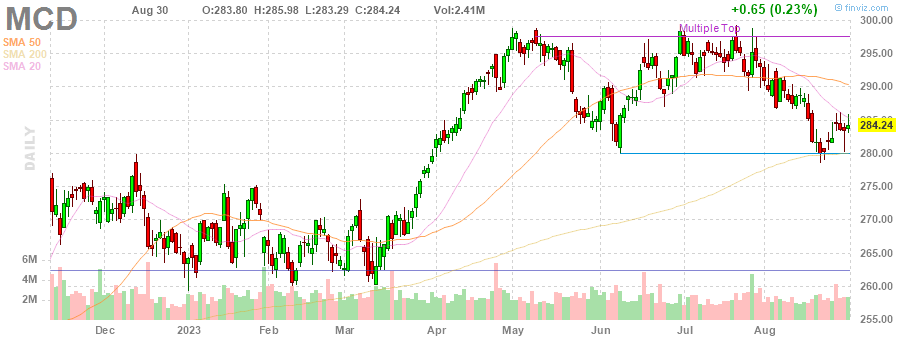 MCD
Aug 30
O:283.80 H:285.98 L:283.29 C:284.24
Vol:2.41M
+0.65 (0.23%)
© finviz.com
SMA 50
SMA 200
SMA 20
Multiple Top
DAILY
300.00
295.00
290.00
284.24
280.00
275.00
270.00
265.00
260.00
255.00
6M
4M
2M
Dec 2023 Feb Mar Apr May Jun Jul Aug